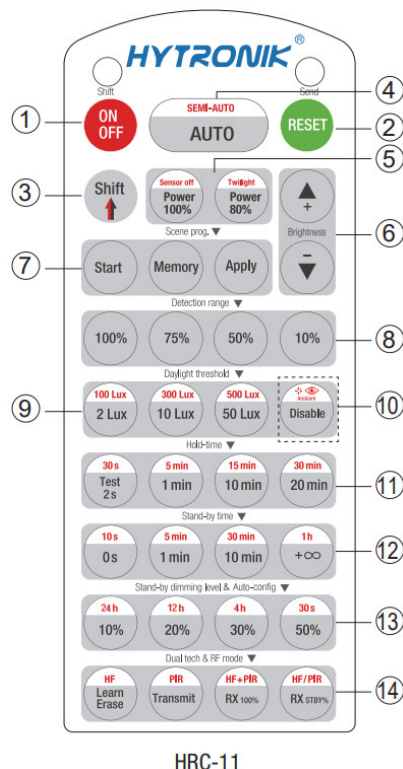 HYTRONIK®
Shift
Send
ON
OFF
SEMI-AUTO
AUTO
RESET
① ④ ②
Shift
Sensor off
Power
100%
Twilight
Power
80%
+
③ ⑤
Scene prog. ▼
Brightness
⑥
Start
Memory
Apply
−
⑦
Detection range ▼
100%
75%
50%
10%
⑧
Daylight threshold ▼
100 Lux
2 Lux
300 Lux
10 Lux
500 Lux
50 Lux
Ambient
Disable
⑨ ⑩
Hold-time ▼
30 s
Test
2 s
5 min
1 min
15 min
10 min
30 min
20 min
⑪
Stand-by time ▼
10 s
0 s
5 min
1 min
30 min
10 min
1 h
+∞
⑫
Stand-by dimming level & Auto-config ▼
24 h
10%
12 h
20%
4 h
30%
30 s
50%
⑬
Dual tech & RF mode ▼
HF
Learn
Erase
PIR
Transmit
HF+PIR
RX 100%
HF/PIR
RX STBY%
⑭
HRC-11